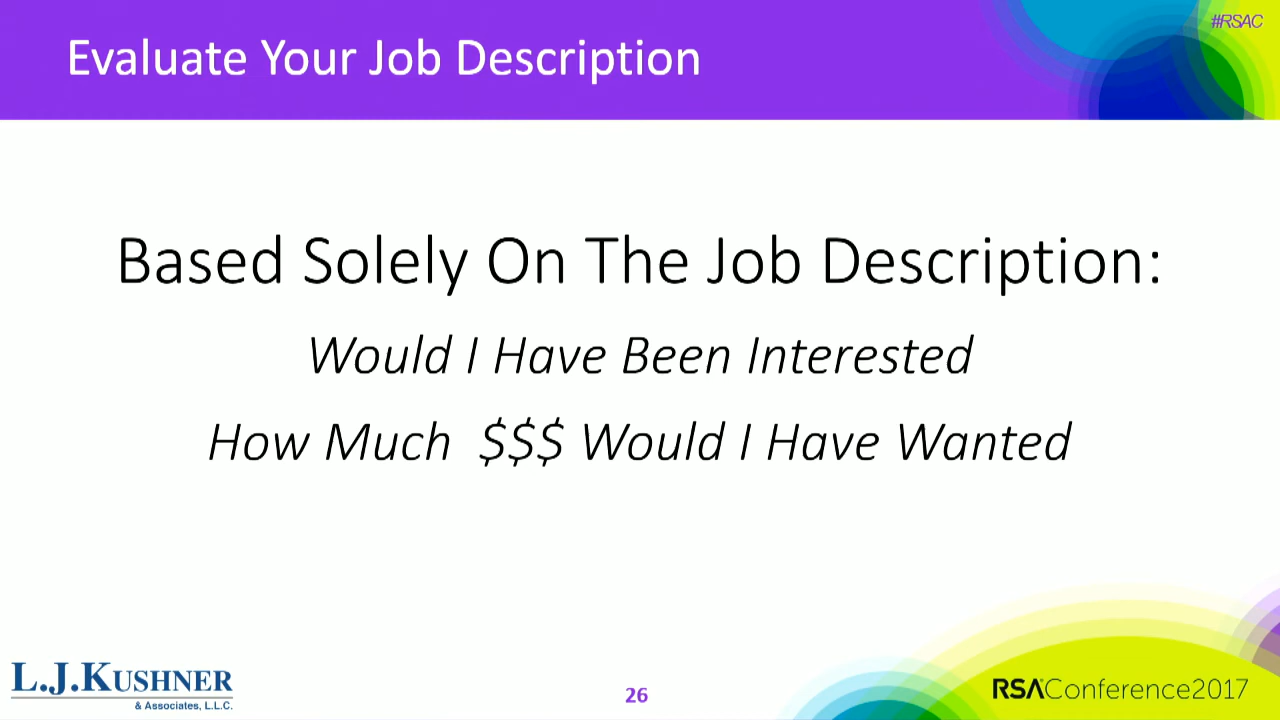 #RSAC
Evaluate Your Job Description
Based Solely On The Job Description:
Would I Have Been Interested
How Much $$$ Would I Have Wanted
L.J.KUSHNER
& Associates, L.L.C.
26
RSAConference2017